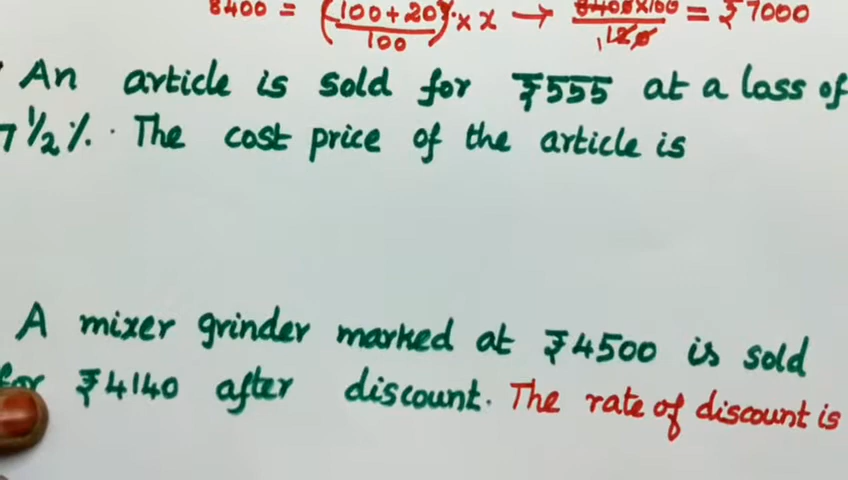 8400 = (100+20/100) × x → 8400×100/120 = ₹7000
An article is sold for ₹555 at a loss of
7 1/2 %. The cost price of the article is
A mixer grinder marked at ₹4500 is sold
for ₹4140 after discount. The rate of discount is